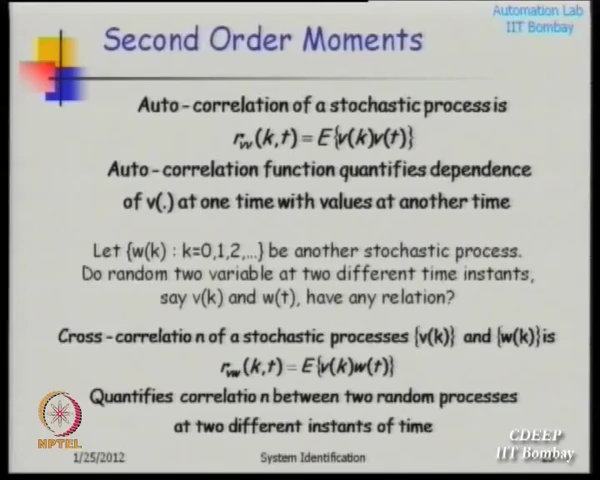 Automation Lab
IIT Bombay
Second Order Moments
Auto-correlation of a stochastic process is
r_vv(k,t) = E{v(k)v(t)}
Auto-correlation function quantifies dependence
of v(.) at one time with values at another time
Let {w(k) : k=0,1,2,...} be another stochastic process.
Do random two variable at two different time instants,
say v(k) and w(t), have any relation?
Cross-correlatio n of a stochastic processes {v(k)} and {w(k)} is
r_vw(k,t) = E{v(k)w(t)}
Quantifies correlatio n between two random processes
at two different instants of time
NPTEL
1/25/2012
System Identification
CDEEP
IIT Bombay